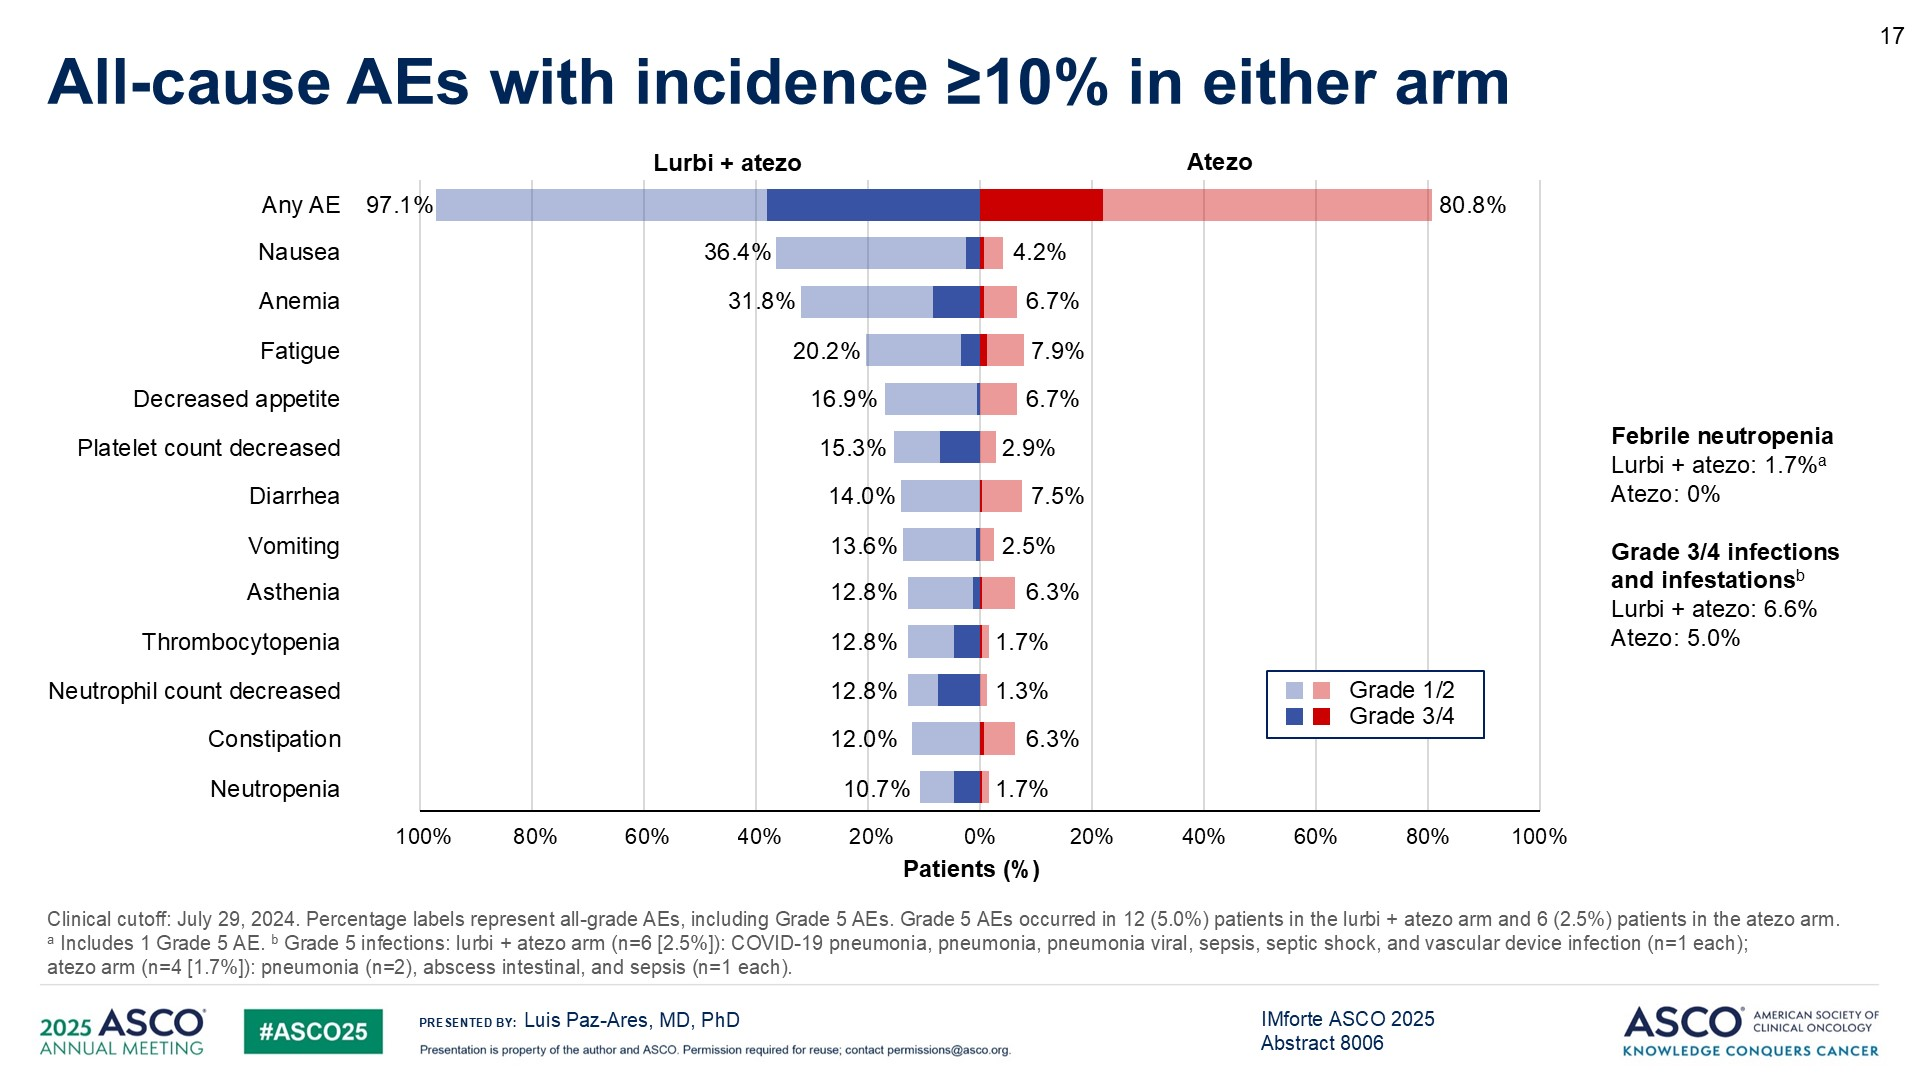 17
All-cause AEs with incidence ≥10% in either arm
Lurbi + atezo Atezo
Any AE 97.1% 80.8%
Nausea 36.4% 4.2%
Anemia 31.8% 6.7%
Fatigue 20.2% 7.9%
Decreased appetite 16.9% 6.7%
Platelet count decreased 15.3% 2.9%
Diarrhea 14.0% 7.5%
Vomiting 13.6% 2.5%
Asthenia 12.8% 6.3%
Thrombocytopenia 12.8% 1.7%
Neutrophil count decreased 12.8% 1.3%
Constipation 12.0% 6.3%
Neutropenia 10.7% 1.7%
100% 80% 60% 40% 20% 0% 20% 40% 60% 80% 100%
Patients (%)
Grade 1/2
Grade 3/4
Febrile neutropenia
Lurbi + atezo: 1.7%ᵃ
Atezo: 0%
Grade 3/4 infections
and infestationsᵇ
Lurbi + atezo: 6.6%
Atezo: 5.0%
Clinical cutoff: July 29, 2024. Percentage labels represent all-grade AEs, including Grade 5 AEs. Grade 5 AEs occurred in 12 (5.0%) patients in the lurbi + atezo arm and 6 (2.5%) patients in the atezo arm.
ᵃ Includes 1 Grade 5 AE. ᵇ Grade 5 infections: lurbi + atezo arm (n=6 [2.5%]): COVID-19 pneumonia, pneumonia, pneumonia viral, sepsis, septic shock, and vascular device infection (n=1 each);
atezo arm (n=4 [1.7%]): pneumonia (n=2), abscess intestinal, and sepsis (n=1 each).
2025 ASCO®
ANNUAL MEETING
#ASCO25
PRESENTED BY: Luis Paz-Ares, MD, PhD
Presentation is property of the author and ASCO. Permission required for reuse; contact permissions@asco.org.
IMforte ASCO 2025
Abstract 8006
ASCO® AMERICAN SOCIETY OF
CLINICAL ONCOLOGY
KNOWLEDGE CONQUERS CANCER